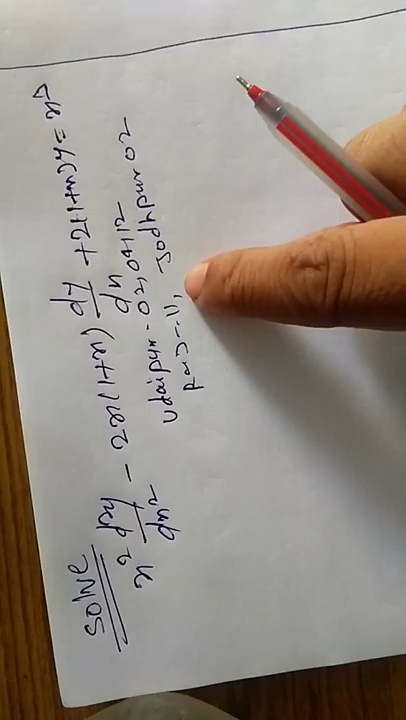 Solve
x² d²y/dx² - 2x(1+x) dy/dx + 2(1+x)y = x³
Udaipur - 02, 04, 12
Jodhpur 02